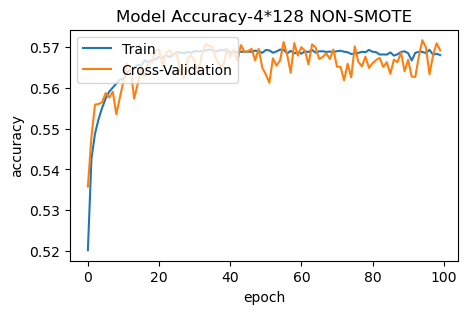 Model Accuracy-4*128 NON-SMOTE
Train
Cross-Validation
accuracy
0.57
0.56
0.55
0.54
0.53
0.52
0 20 40 60 80 100
epoch